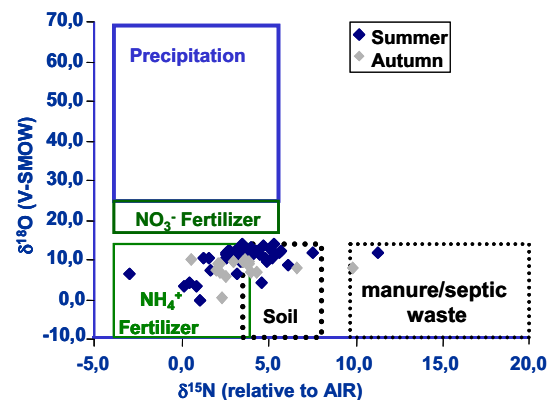 70,0
60,0
50,0
40,0
30,0
20,0
10,0
0,0
-10,0
δ18O (V-SMOW)
Precipitation
Summer
Autumn
NO3- Fertilizer
NH4+
Fertilizer
Soil
manure/septic
waste
-5,0 0,0 5,0 10,0 15,0 20,0
δ15N (relative to AIR)